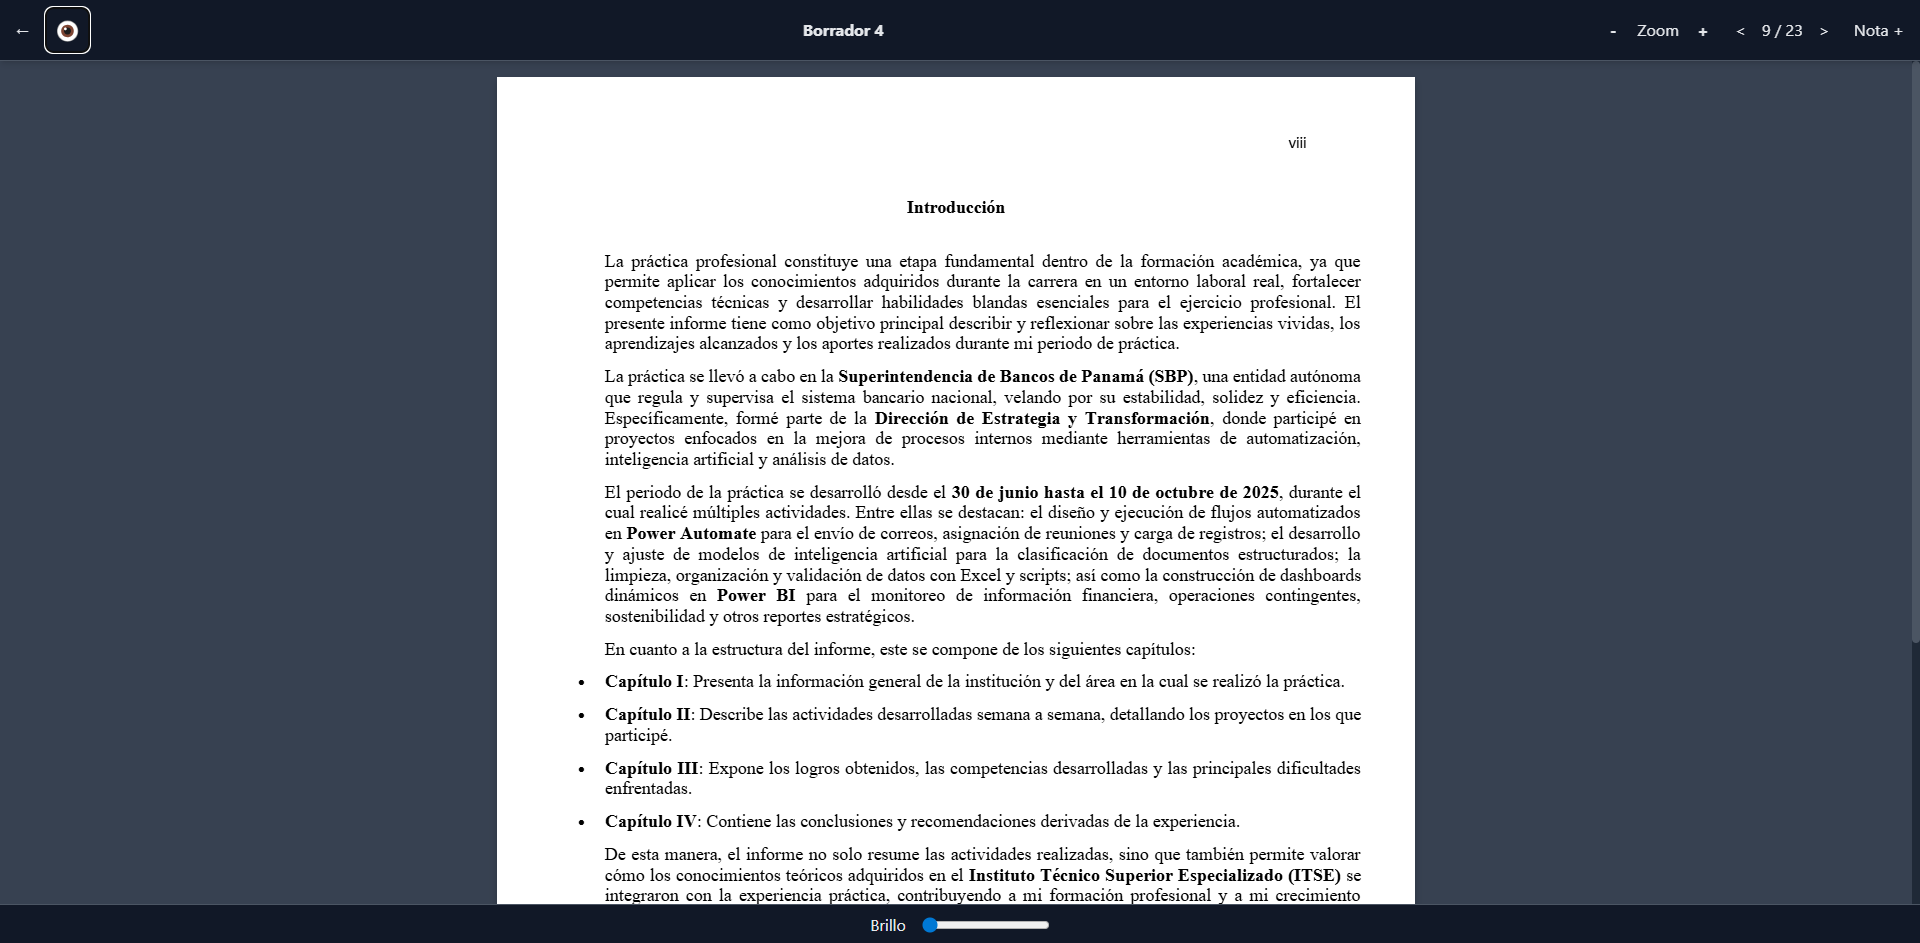 ←
Borrador 4
- Zoom + < 9 / 23 > Nota +
viii
Introducción
La práctica profesional constituye una etapa fundamental dentro de la formación académica, ya que
permite aplicar los conocimientos adquiridos durante la carrera en un entorno laboral real, fortalecer
competencias técnicas y desarrollar habilidades blandas esenciales para el ejercicio profesional. El
presente informe tiene como objetivo principal describir y reflexionar sobre las experiencias vividas, los
aprendizajes alcanzados y los aportes realizados durante mi periodo de práctica.
La práctica se llevó a cabo en la Superintendencia de Bancos de Panamá (SBP), una entidad autónoma
que regula y supervisa el sistema bancario nacional, velando por su estabilidad, solidez y eficiencia.
Específicamente, formé parte de la Dirección de Estrategia y Transformación, donde participé en
proyectos enfocados en la mejora de procesos internos mediante herramientas de automatización,
inteligencia artificial y análisis de datos.
El periodo de la práctica se desarrolló desde el 30 de junio hasta el 10 de octubre de 2025, durante el
cual realicé múltiples actividades. Entre ellas se destacan: el diseño y ejecución de flujos automatizados
en Power Automate para el envío de correos, asignación de reuniones y carga de registros; el desarrollo
y ajuste de modelos de inteligencia artificial para la clasificación de documentos estructurados; la
limpieza, organización y validación de datos con Excel y scripts; así como la construcción de dashboards
dinámicos en Power BI para el monitoreo de información financiera, operaciones contingentes,
sostenibilidad y otros reportes estratégicos.
En cuanto a la estructura del informe, este se compone de los siguientes capítulos:
• Capítulo I: Presenta la información general de la institución y del área en la cual se realizó la práctica.
• Capítulo II: Describe las actividades desarrolladas semana a semana, detallando los proyectos en los que
participé.
• Capítulo III: Expone los logros obtenidos, las competencias desarrolladas y las principales dificultades
enfrentadas.
• Capítulo IV: Contiene las conclusiones y recomendaciones derivadas de la experiencia.
De esta manera, el informe no solo resume las actividades realizadas, sino que también permite valorar
cómo los conocimientos teóricos adquiridos en el Instituto Técnico Superior Especializado (ITSE) se
integraron con la experiencia práctica, contribuyendo a mi formación profesional y a mi crecimiento
Brillo